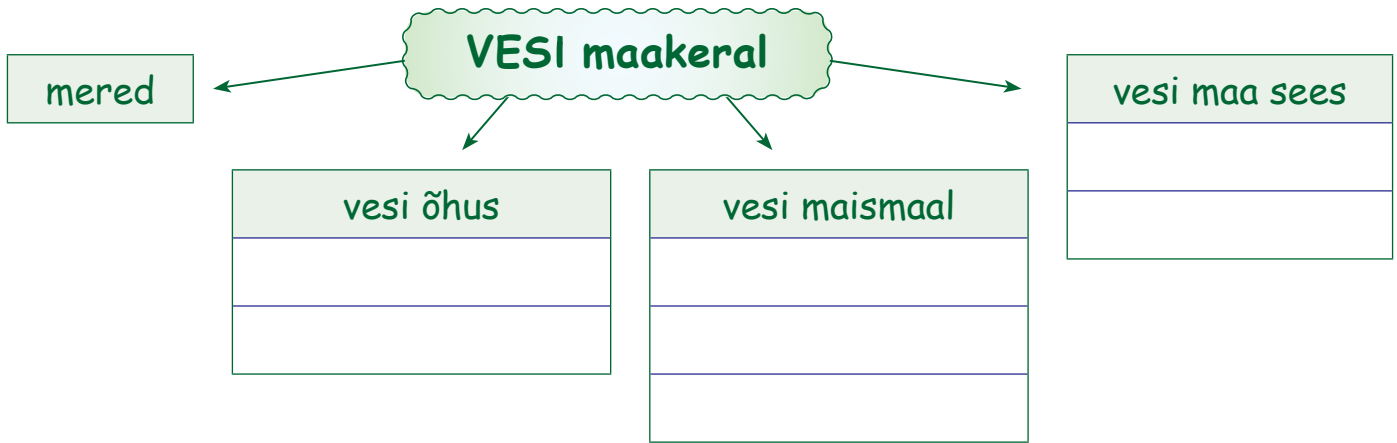 VESI maakeral
mered
vesi õhus
vesi maismaal
vesi maa sees